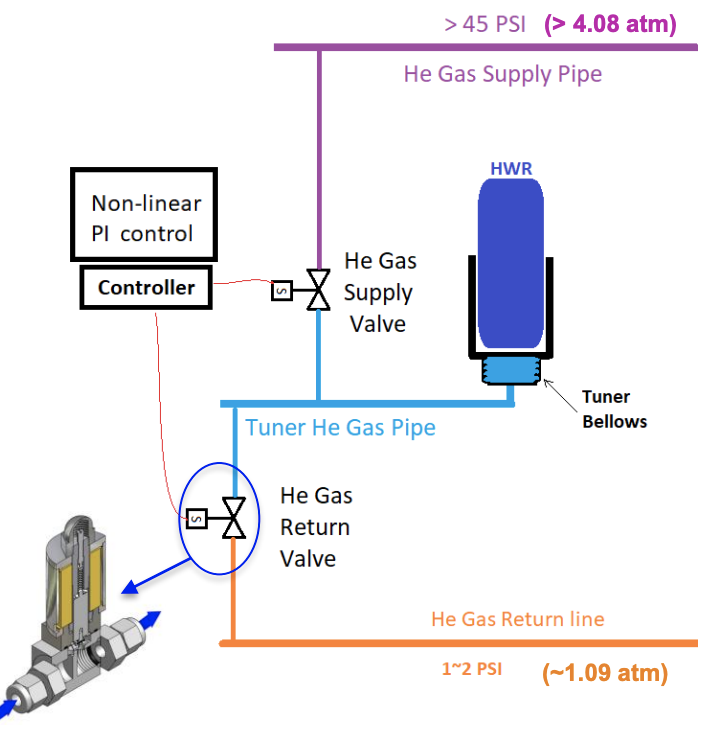 > 45 PSI (> 4.08 atm)
He Gas Supply Pipe
HWR
Non-linear
PI control
Controller
S
He Gas
Supply
Valve
Tuner
Bellows
Tuner He Gas Pipe
S
He Gas
Return
Valve
He Gas Return line
1~2 PSI (~1.09 atm)